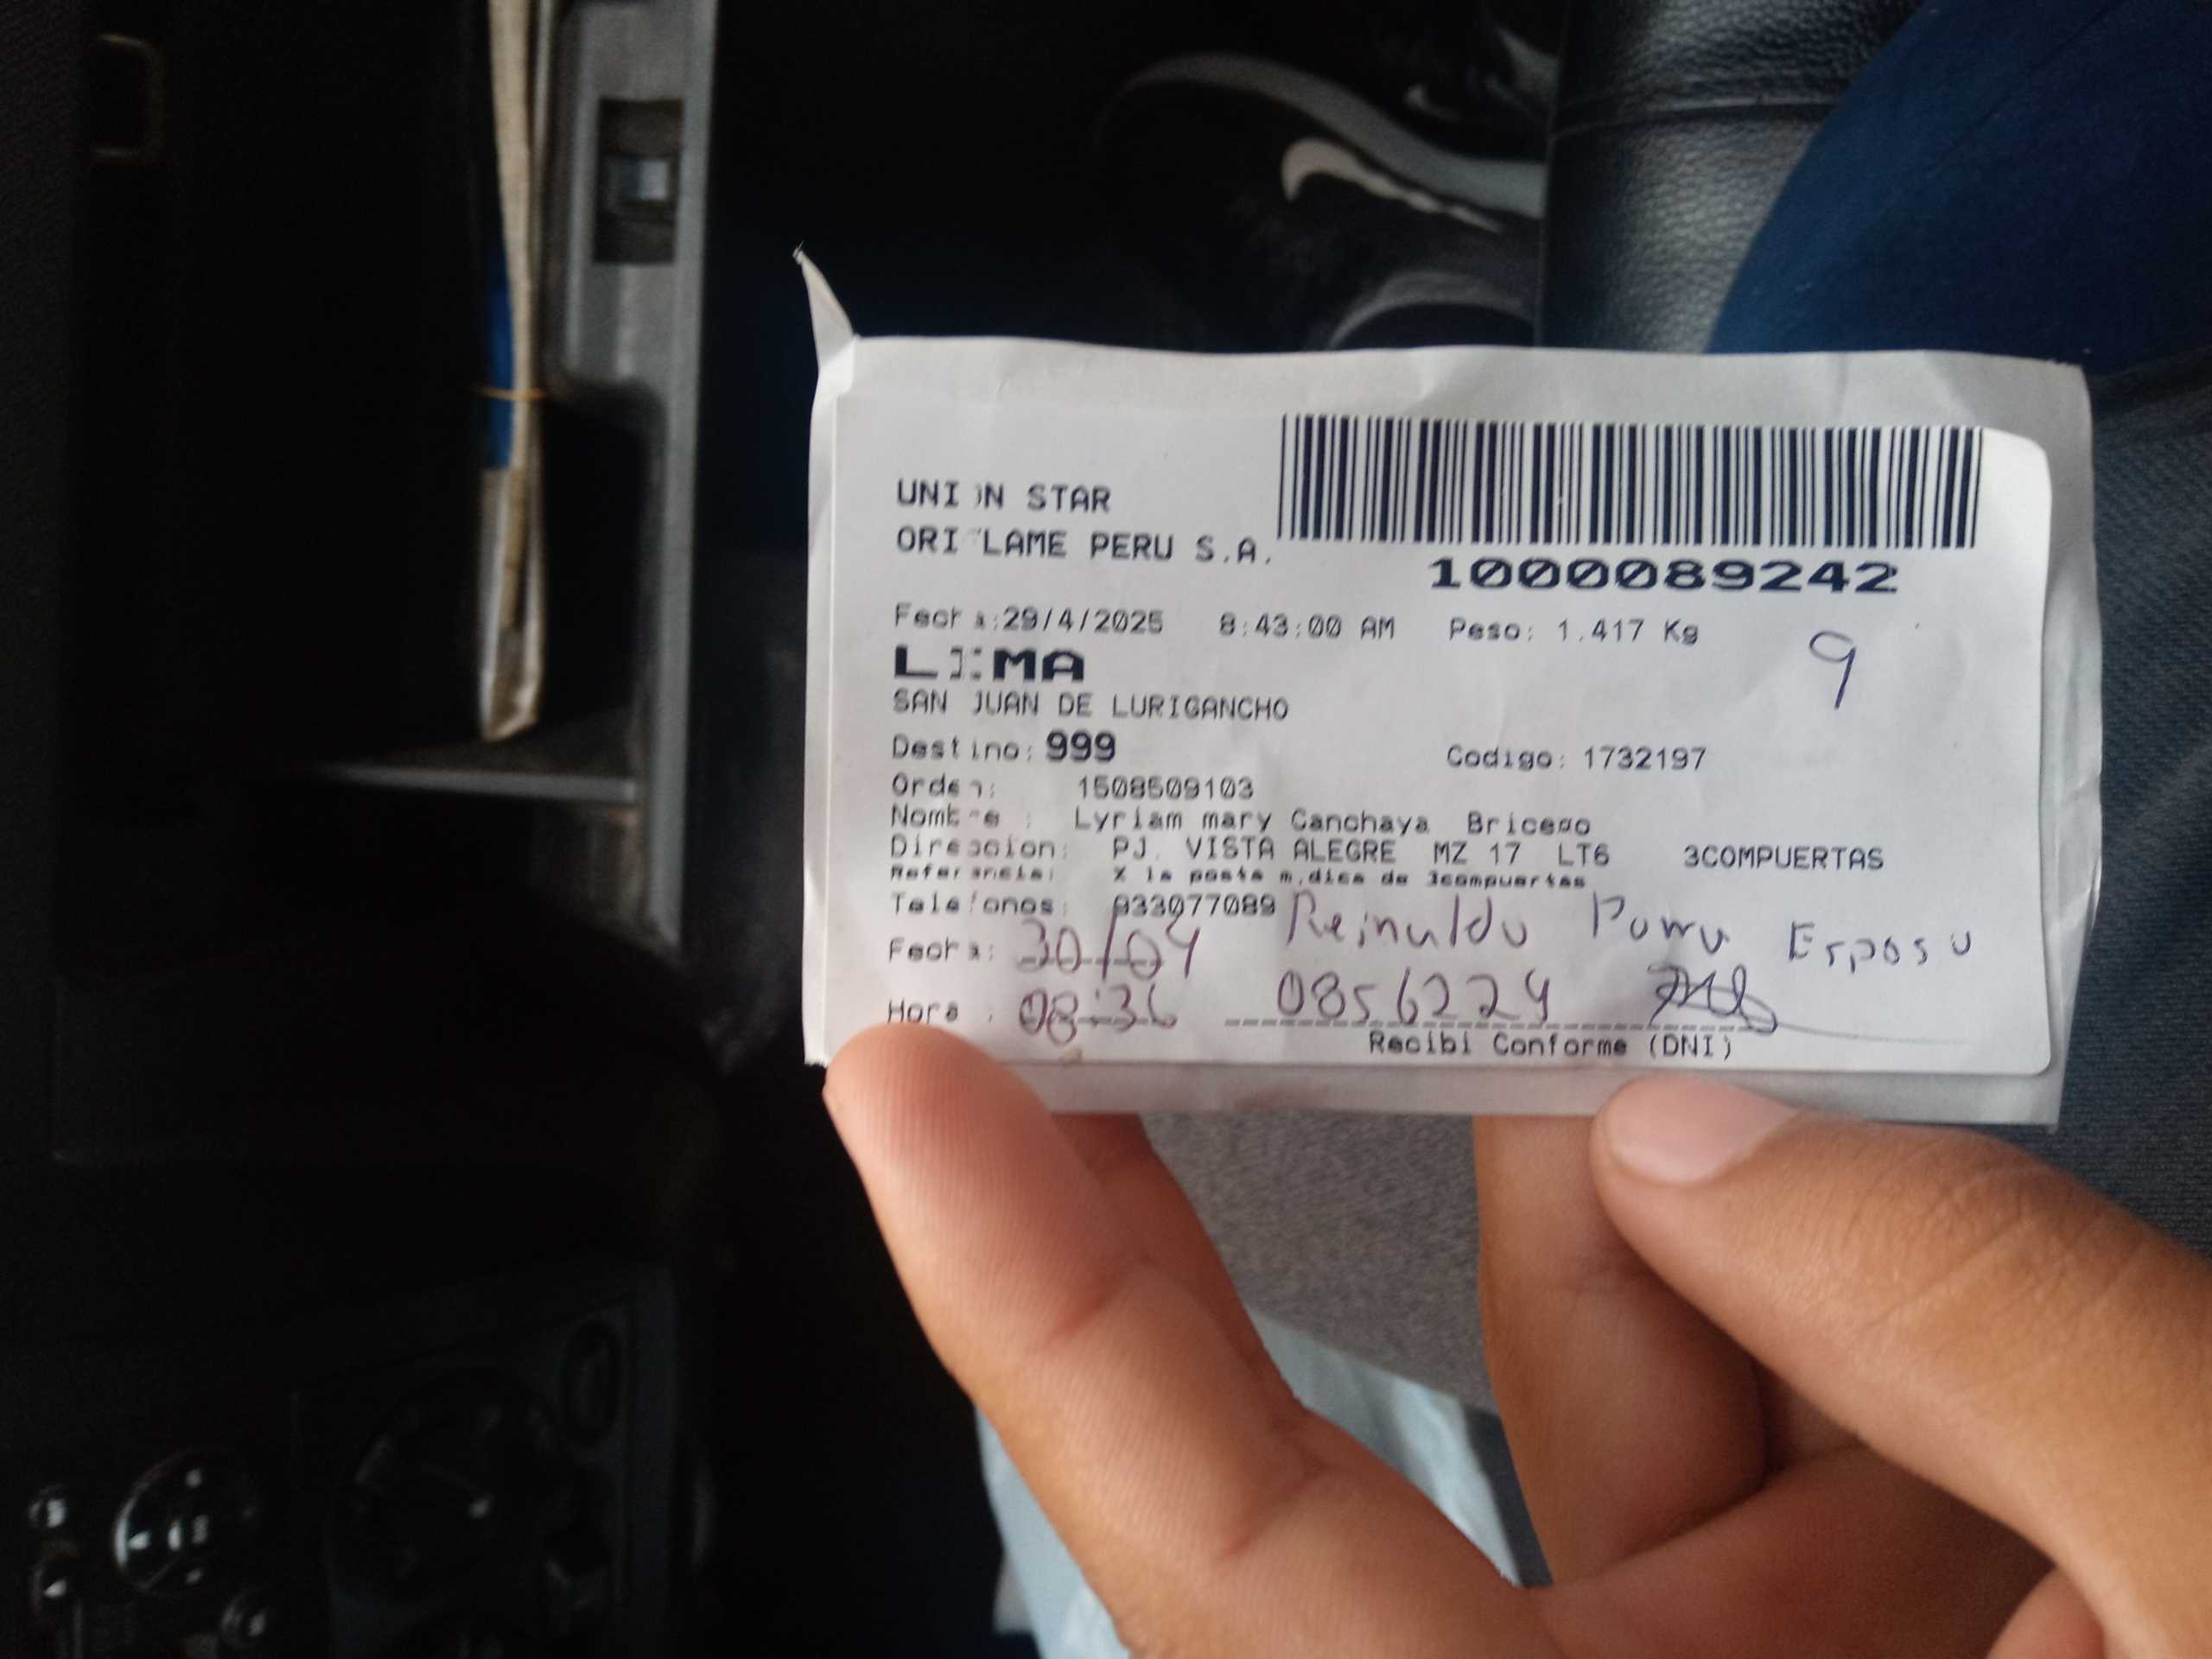 UNION STAR
ORIFLAME PERU S.A.
1000089242
Fecha:29/4/2025 8:43:00 AM Peso: 1.417 Kg
9
LIMA
SAN JUAN DE LURIGANCHO
Destino: 999 Codigo: 1732197
Orden: 1508509103
Nombre : Lyriam mary Canchaya Brice
Direccion: PJ. VISTA ALEGRE MZ 17 LT6 3COMPUERTAS
Referencia: X la posta m.dica de 3compuertas
Telefonos: 933077089 Reinaldo Poma Esposo
Fecha: 30/04
Hora : 08:36 0856224
Recibi Conforme (DNI)